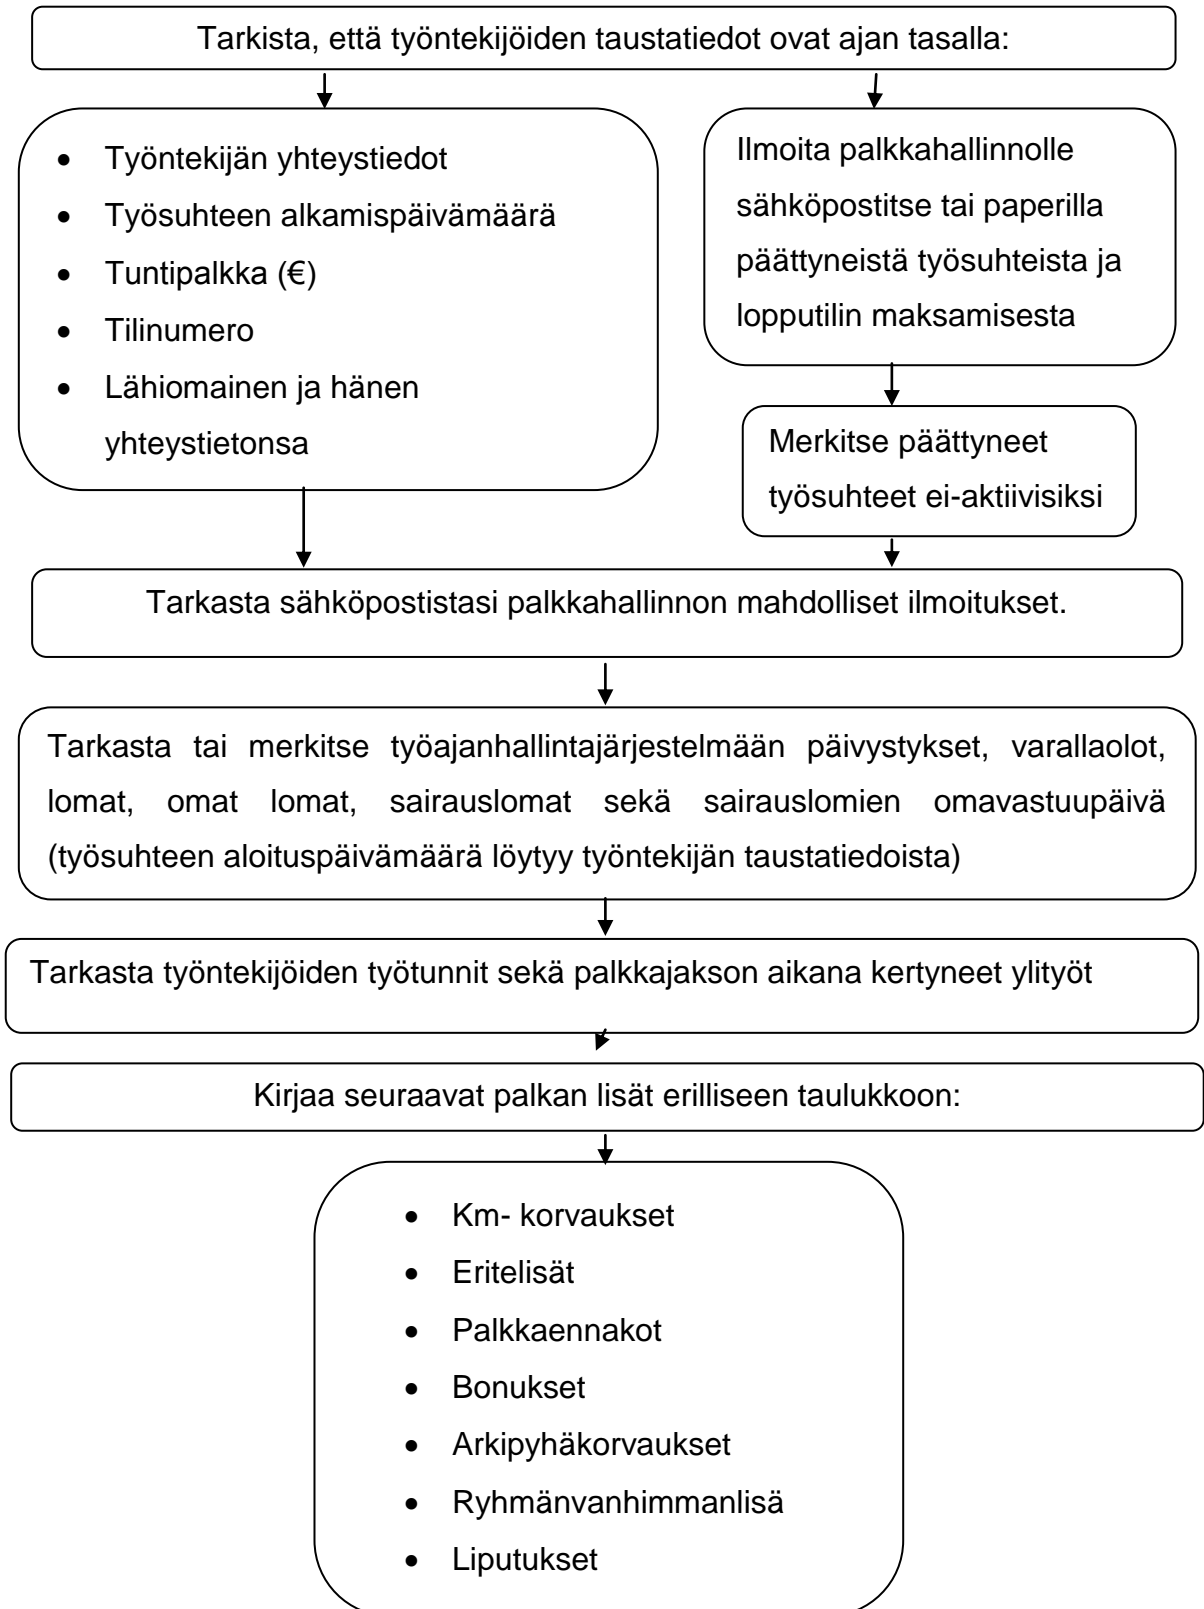 Tarkista, että työntekijöiden taustatiedot ovat ajan tasalla:
• Työntekijän yhteystiedot
• Työsuhteen alkamispäivämäärä
• Tuntipalkka (€)
• Tilinumero
• Lähiomainen ja hänen
yhteystietonsa
Ilmoita palkkahallinnolle
sähköpostitse tai paperilla
päättyneistä työsuhteista ja
lopputilin maksamisesta
Merkitse päättyneet
työsuhteet ei-aktiivisiksi
Tarkasta sähköpostistasi palkkahallinnon mahdolliset ilmoitukset.
Tarkasta tai merkitse työajanhallintajärjestelmään päivystykset, varallaolot,
lomat, omat lomat, sairauslomat sekä sairauslomien omavastuupäivä
(työsuhteen aloituspäivämäärä löytyy työntekijän taustatiedoista)
Tarkasta työntekijöiden työtunnit sekä palkkajakson aikana kertyneet ylityöt
Kirjaa seuraavat palkan lisät erilliseen taulukkoon:
• Km- korvaukset
• Eritelisät
• Palkkaennakot
• Bonukset
• Arkipyhäkorvaukset
• Ryhmänvanhimmanlisä
• Liputukset